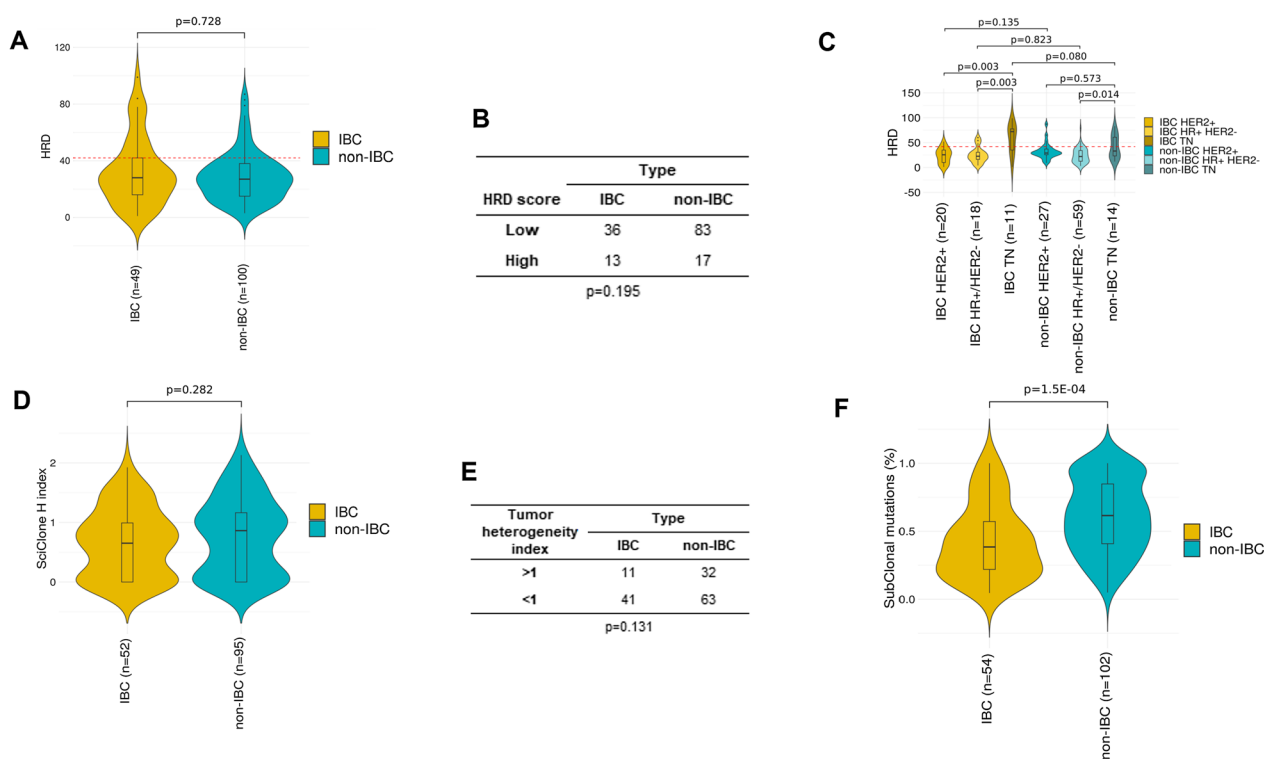 A
p=0.728
120
80
40
0
HRD
IBC (n=49)
non-IBC (n=100)
IBC
non-IBC
B
Type
HRD score IBC non-IBC
Low 36 83
High 13 17
p=0.195
C
p=0.135
p=0.823
p=0.080
p=0.003
p=0.573
p=0.003
p=0.014
150
100
50
0
-50
HRD
IBC HER2+ (n=20)
IBC HR+/HER2- (n=18)
IBC TN (n=11)
non-IBC HER2+ (n=27)
non-IBC HR+/HER2- (n=59)
non-IBC TN (n=14)
IBC HER2+
IBC HR+ HER2-
IBC TN
non-IBC HER2+
non-IBC HR+ HER2-
non-IBC TN
D
p=0.282
2
1
0
SciClone H index
IBC (n=52)
non-IBC (n=95)
IBC
non-IBC
E
Tumor
heterogeneity
index
Type
IBC non-IBC
>1 11 32
<1 41 63
p=0.131
F
p=1.5E-04
1.0
0.5
0.0
SubClonal mutations (%)
IBC (n=54)
non-IBC (n=102)
IBC
non-IBC